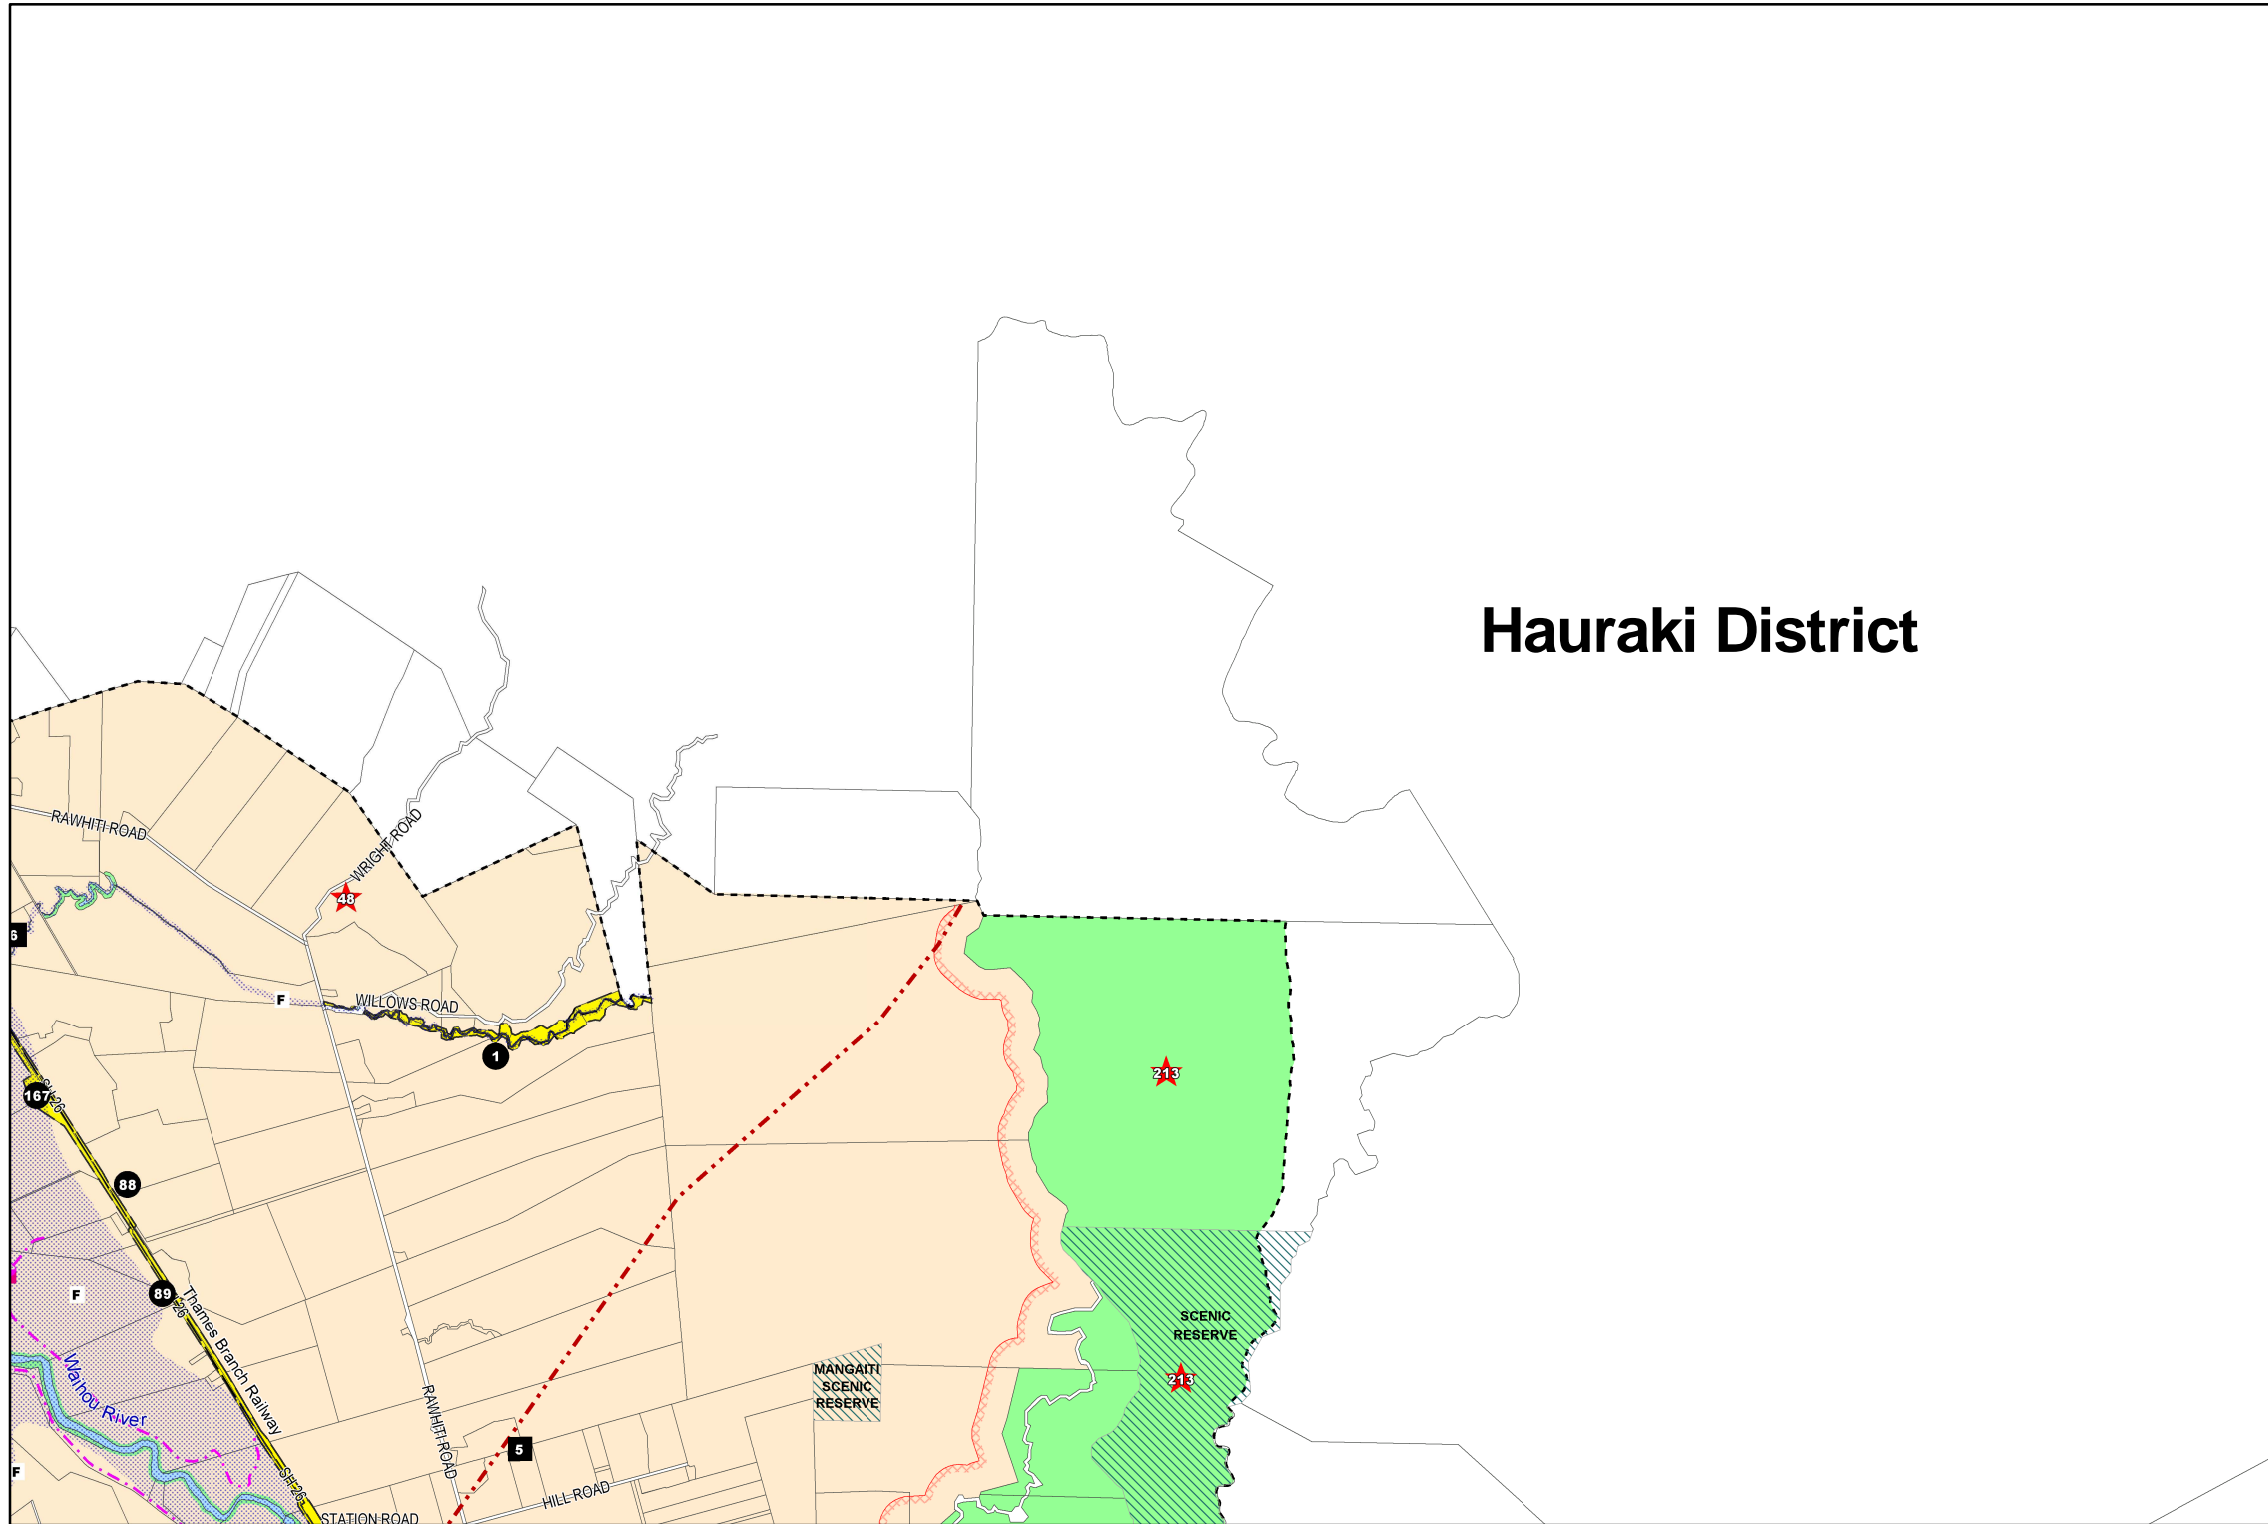 Hauraki District
RAWHITI ROAD
WRIGHT ROAD
48
6
F
WILLOWS ROAD
1
213
SH 26
167
88
F
89
26
Thames Branch Railway
SCENIC
RESERVE
213
MANGAITI
SCENIC
RESERVE
Waihou River
RAWHITI ROAD
5
F
SH 26
HILL ROAD
STATION ROAD